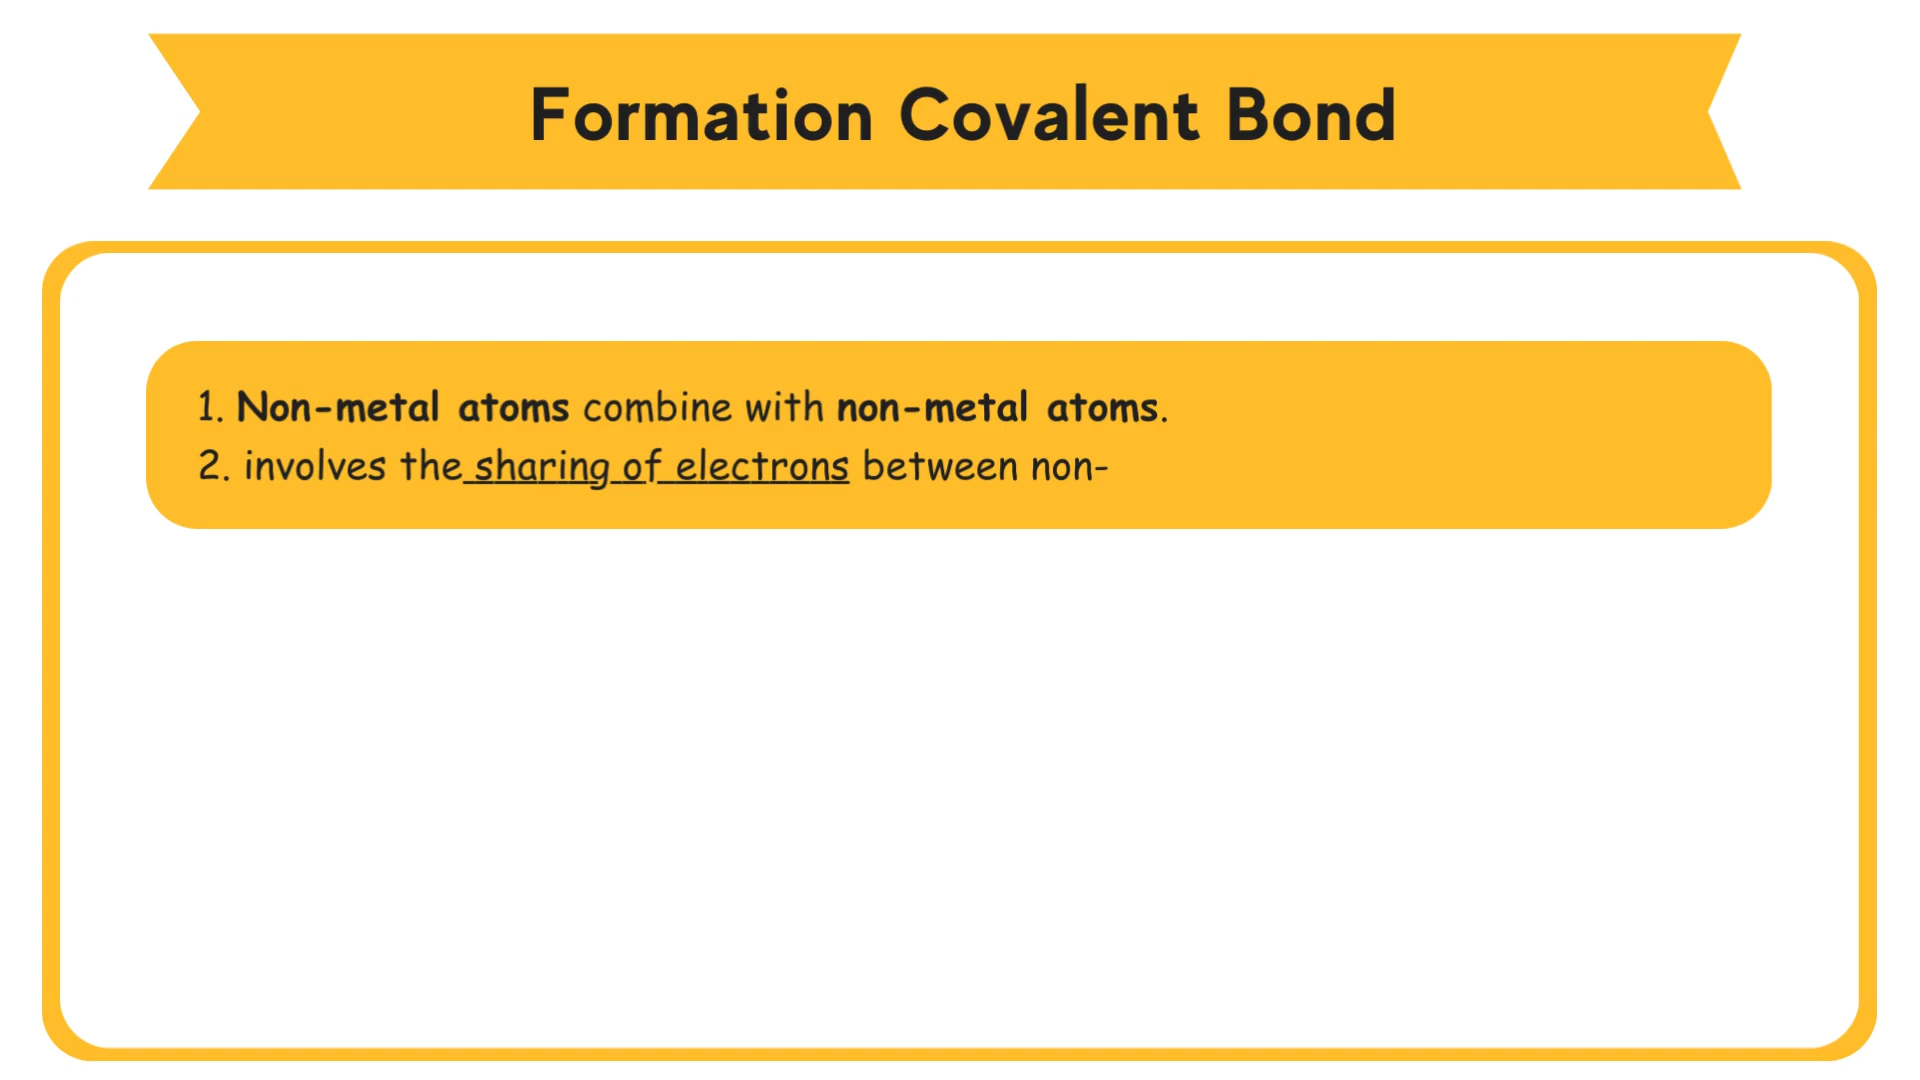 Formation Covalent Bond
1. Non-metal atoms combine with non-metal atoms.
2. involves the sharing of electrons between non-